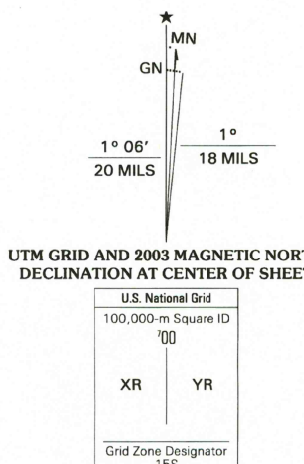 ★
MN
GN
1° 06′
20 MILS
1°
18 MILS
UTM GRID AND 2003 MAGNETIC NORT
DECLINATION AT CENTER OF SHEET
U.S. National Grid
100,000-m Square ID
⁷00
XR
YR
Grid Zone Designator